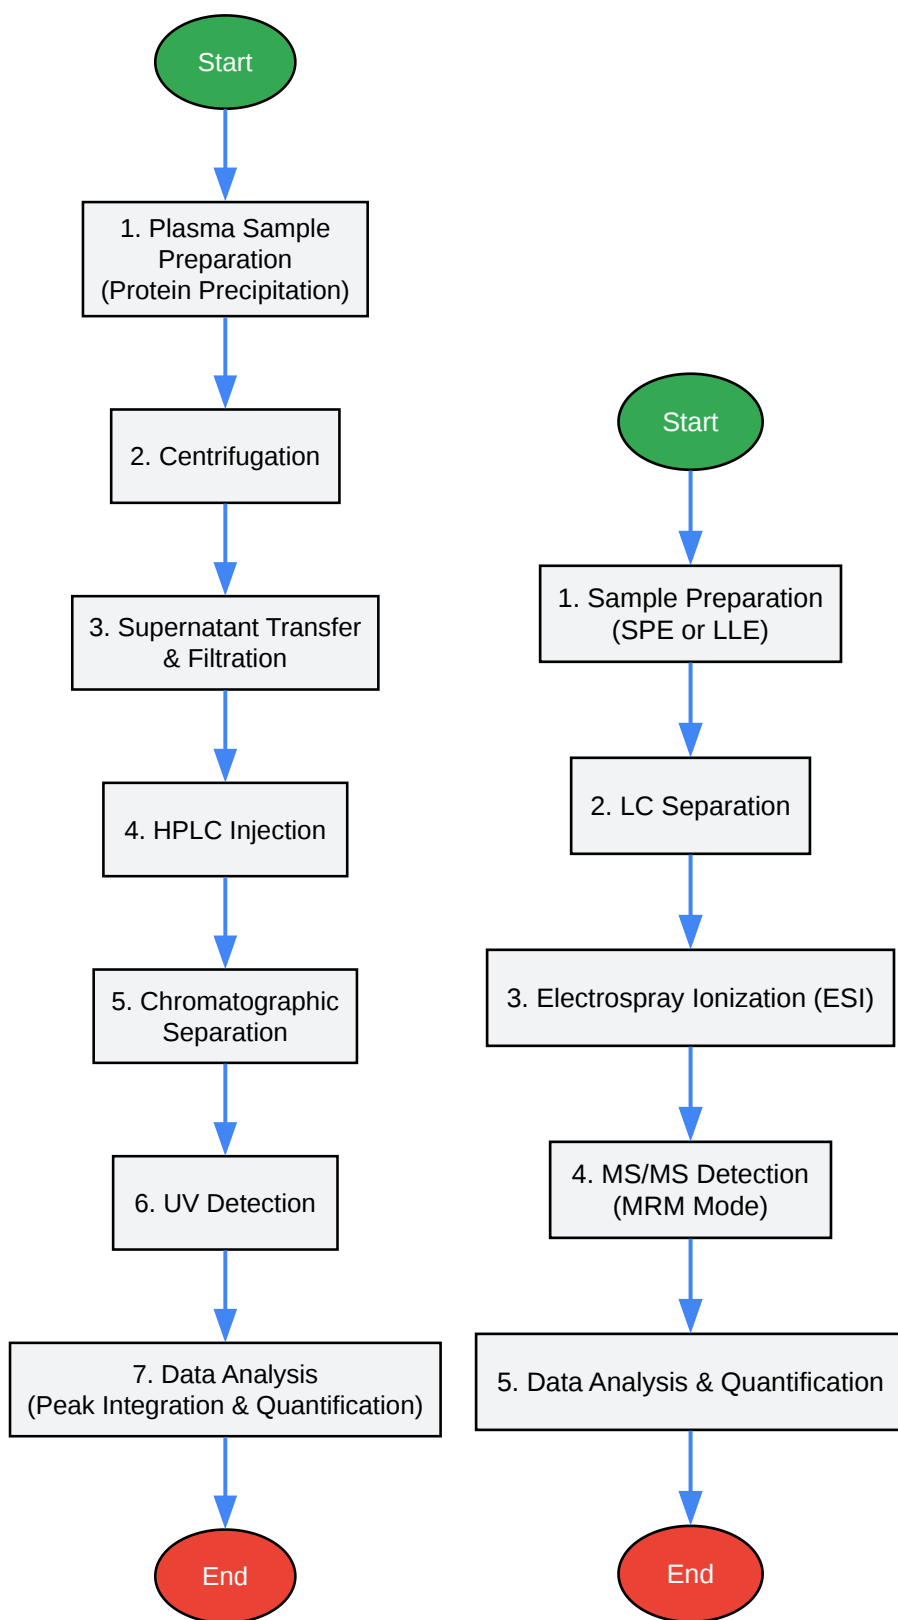 Start
1. Plasma Sample
Preparation
(Protein Precipitation)
2. Centrifugation
3. Supernatant Transfer
& Filtration
4. HPLC Injection
5. Chromatographic
Separation
6. UV Detection
7. Data Analysis
(Peak Integration & Quantification)
End
Start
1. Sample Preparation
(SPE or LLE)
2. LC Separation
3. Electrospray Ionization (ESI)
4. MS/MS Detection
(MRM Mode)
5. Data Analysis & Quantification
End